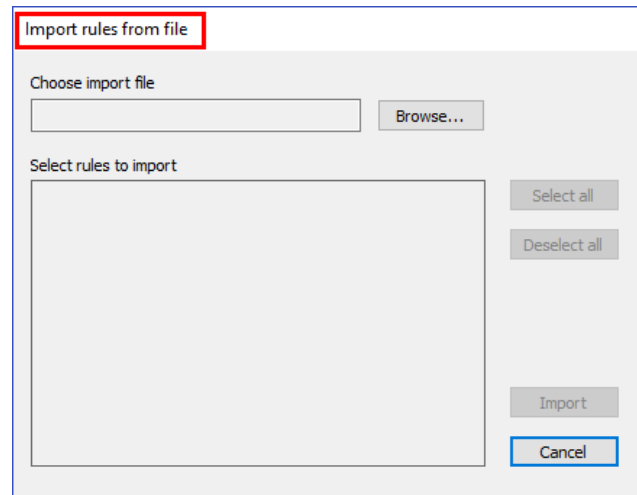 Import rules from file
Choose import file
Browse...
Select rules to import
Select all
Deselect all
Import
Cancel